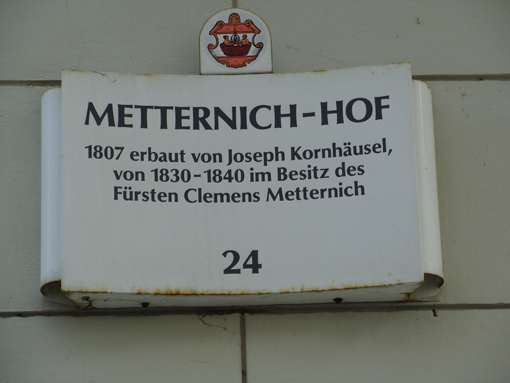 METTERNICH-HOF
1807 erbaut von Joseph Kornhäusel,
von 1830-1840 im Besitz des
Fürsten Clemens Metternich
24